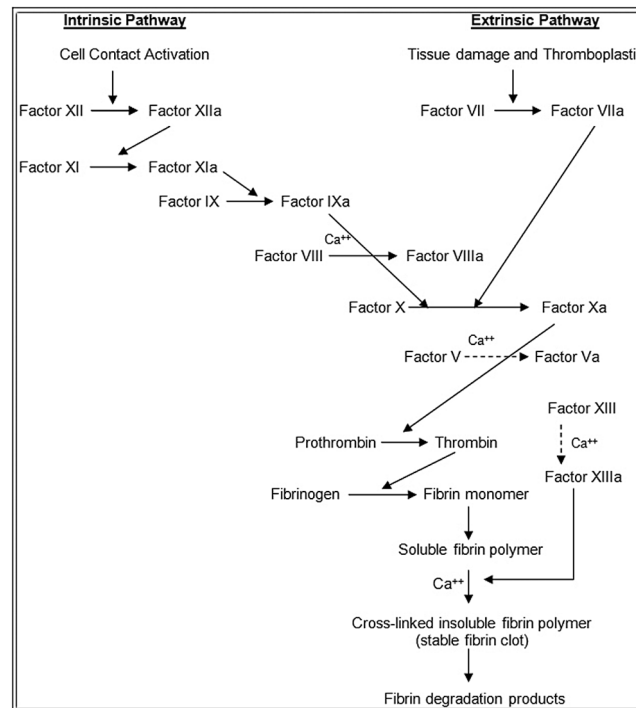 Intrinsic Pathway
Extrinsic Pathway
Cell Contact Activation
Tissue damage and Thromboplasti
Factor XII
Factor XIIa
Factor VII
Factor VIIa
Factor XI
Factor XIa
Factor IX
Factor IXa
Ca++
Factor VIII
Factor VIIIa
Factor X
Factor Xa
Ca++
Factor V
Factor Va
Factor XIII
Ca++
Prothrombin
Thrombin
Factor XIIIa
Fibrinogen
Fibrin monomer
Soluble fibrin polymer
Ca++
Cross-linked insoluble fibrin polymer
(stable fibrin clot)
Fibrin degradation products